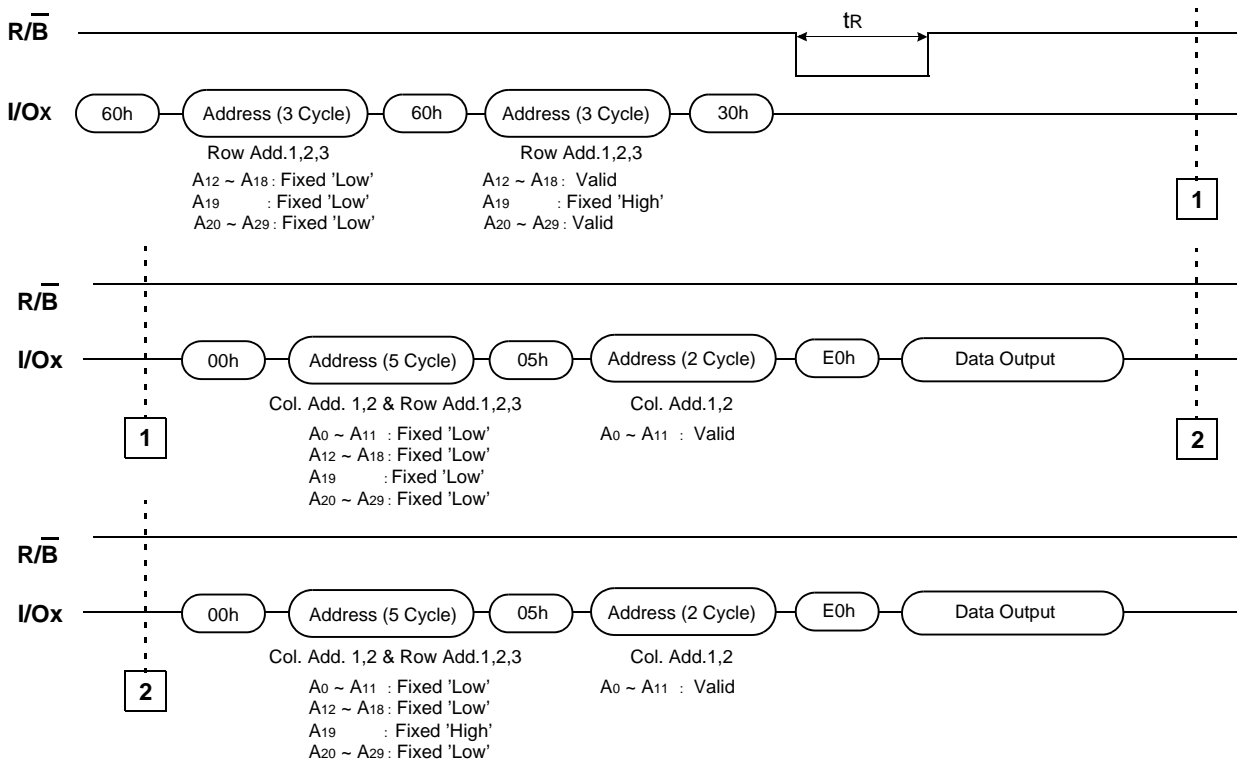 tR
R/B
I/Ox 60h Address (3 Cycle) 60h Address (3 Cycle) 30h
Row Add.1,2,3 Row Add.1,2,3
A12 ~ A18 : Fixed 'Low' A12 ~ A18 : Valid
A19 : Fixed 'Low' A19 : Fixed 'High'
A20 ~ A29 : Fixed 'Low' A20 ~ A29 : Valid
1
R/B
I/Ox 00h Address (5 Cycle) 05h Address (2 Cycle) E0h Data Output
Col. Add. 1,2 & Row Add.1,2,3 Col. Add.1,2
A0 ~ A11 : Fixed 'Low' A0 ~ A11 : Valid
A12 ~ A18 : Fixed 'Low'
A19 : Fixed 'Low'
A20 ~ A29 : Fixed 'Low'
1 2
R/B
I/Ox 00h Address (5 Cycle) 05h Address (2 Cycle) E0h Data Output
Col. Add. 1,2 & Row Add.1,2,3 Col. Add.1,2
A0 ~ A11 : Fixed 'Low' A0 ~ A11 : Valid
A12 ~ A18 : Fixed 'Low'
A19 : Fixed 'High'
A20 ~ A29 : Fixed 'Low'
2